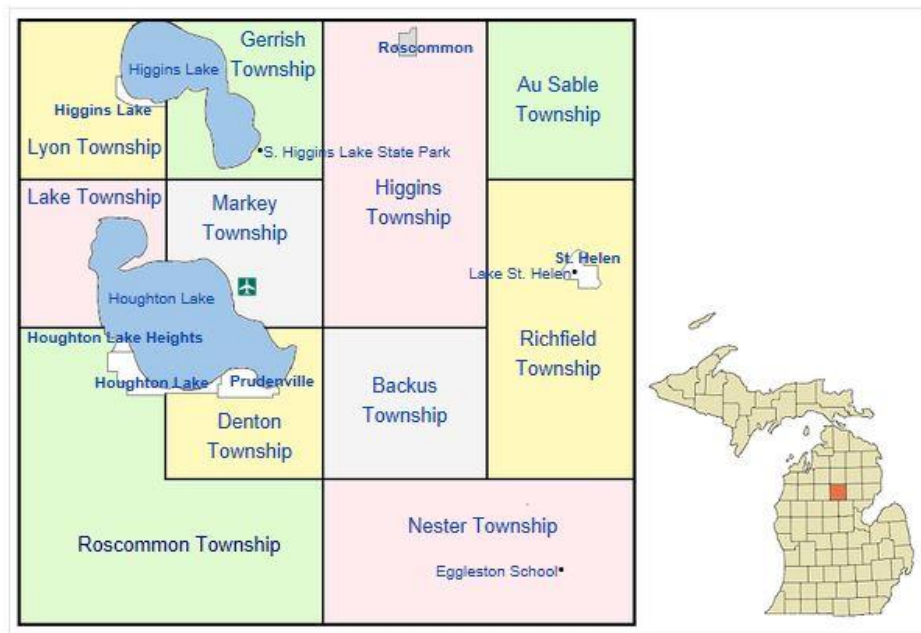 Gerrish
Township
Roscommon
Higgins Lake
Au Sable
Township
Higgins Lake
Lyon Township
S. Higgins Lake State Park
Lake Township
Markey
Township
Higgins
Township
St. Helen
Lake St. Helen
Houghton Lake
Houghton Lake Heights
Richfield
Township
Houghton Lake
Prudenville
Backus
Township
Denton
Township
Nester Township
Roscommon Township
Eggleston School